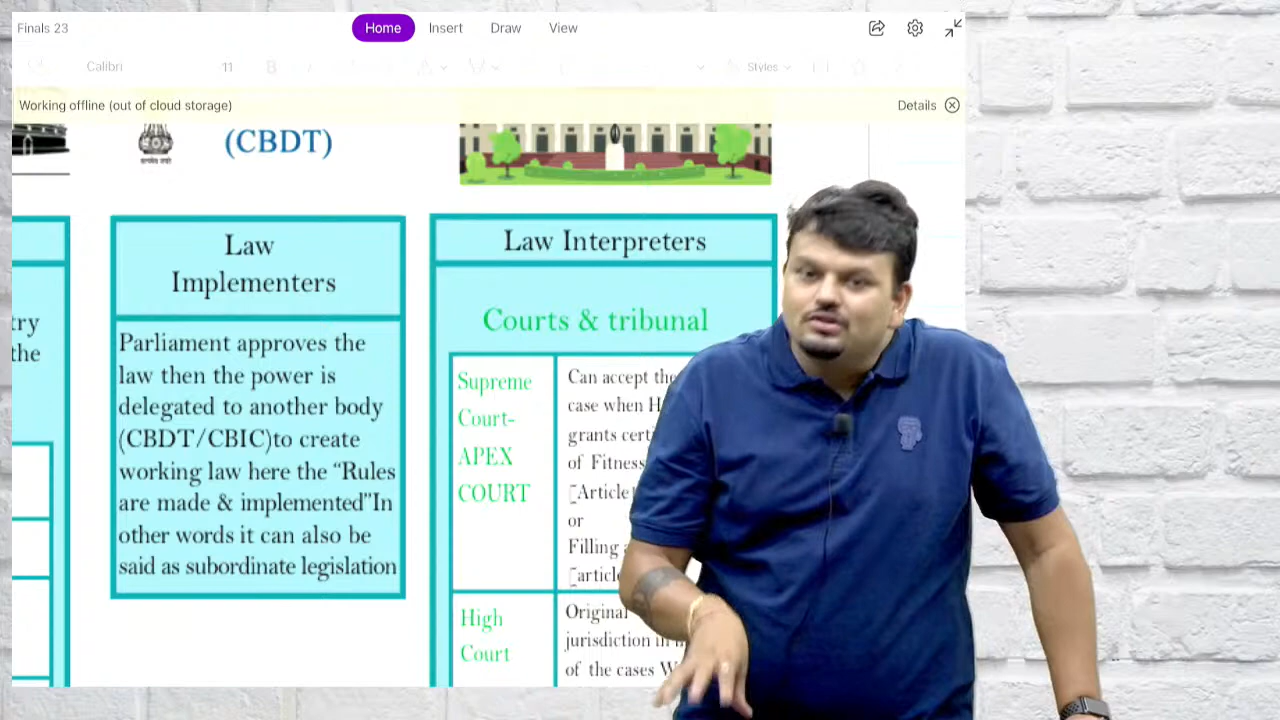 Finals 23
Home
Insert
Draw
View
Calibri
11
B
Styles
Working offline (out of cloud storage)
Details
(CBDT)
try
the
Law
Implementers
Parliament approves the
law then the power is
delegated to another body
(CBDT/CBIC)to create
working law here the “Rules
are made & implemented"In
other words it can also be
said as subordinate legislation
Law Interpreters
Courts & tribunal
Supreme
Court-
APEX
COURT
Can accept the
case when H
grants certi
of Fitness
[Article
or
Filling
[article
High
Court
Original
jurisdiction in
of the cases W